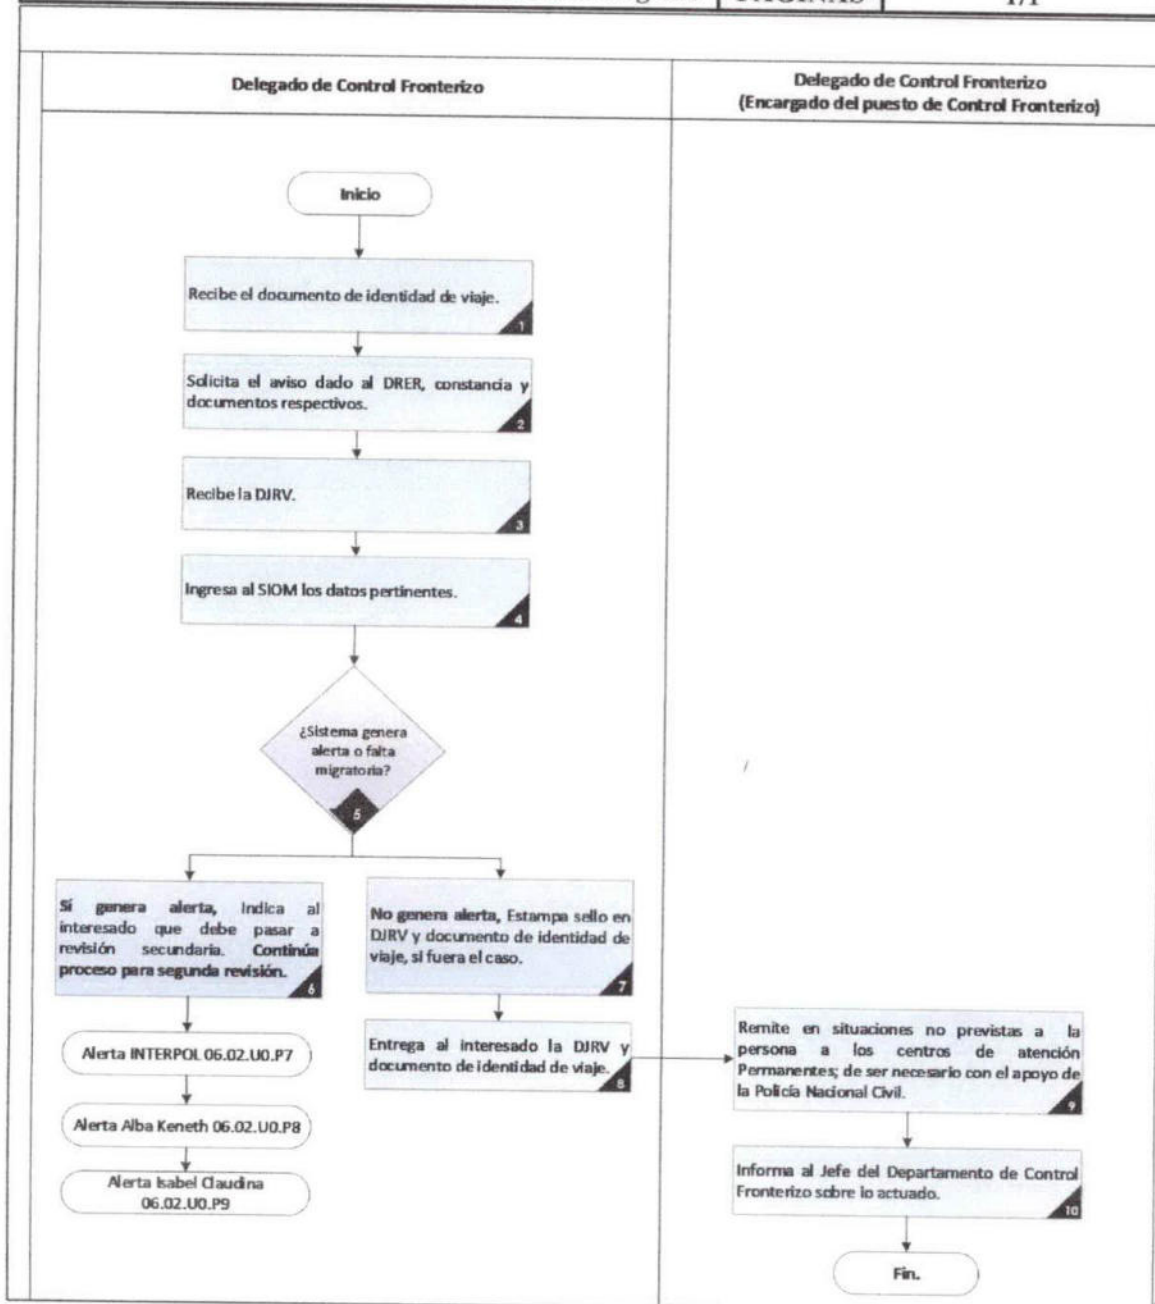 PÁGINAS
1/1
Delegado de Control Fronterizo
Delegado de Control Fronterizo
(Encargado del puesto de Control Fronterizo)
Inicio
Recibe el documento de identidad de viaje.
1
Solicita el aviso dado al DRER, constancia y
documentos respectivos.
2
Recibe la DJRV.
3
Ingresa al SIOM los datos pertinentes.
4
¿Sistema genera
alerta o falta
migratoria?
5
Sí genera alerta, Indica al
interesado que debe pasar a
revisión secundaria. Continúa
proceso para segunda revisión.
6
No genera alerta, Estampa sello en
DJRV y documento de identidad de
viaje, si fuera el caso.
7
Alerta INTERPOL 06.02.U0.P7
Alerta Alba Keneth 06.02.U0.P8
Alerta Isabel Claudina
06.02.U0.P9
Entrega al interesado la DJRV y
documento de identidad de viaje.
8
Remite en situaciones no previstas a la
persona a los centros de atención
Permanentes; de ser necesario con el apoyo de
la Policía Nacional Civil.
9
Informa al Jefe del Departamento de Control
Fronterizo sobre lo actuado.
10
Fin.